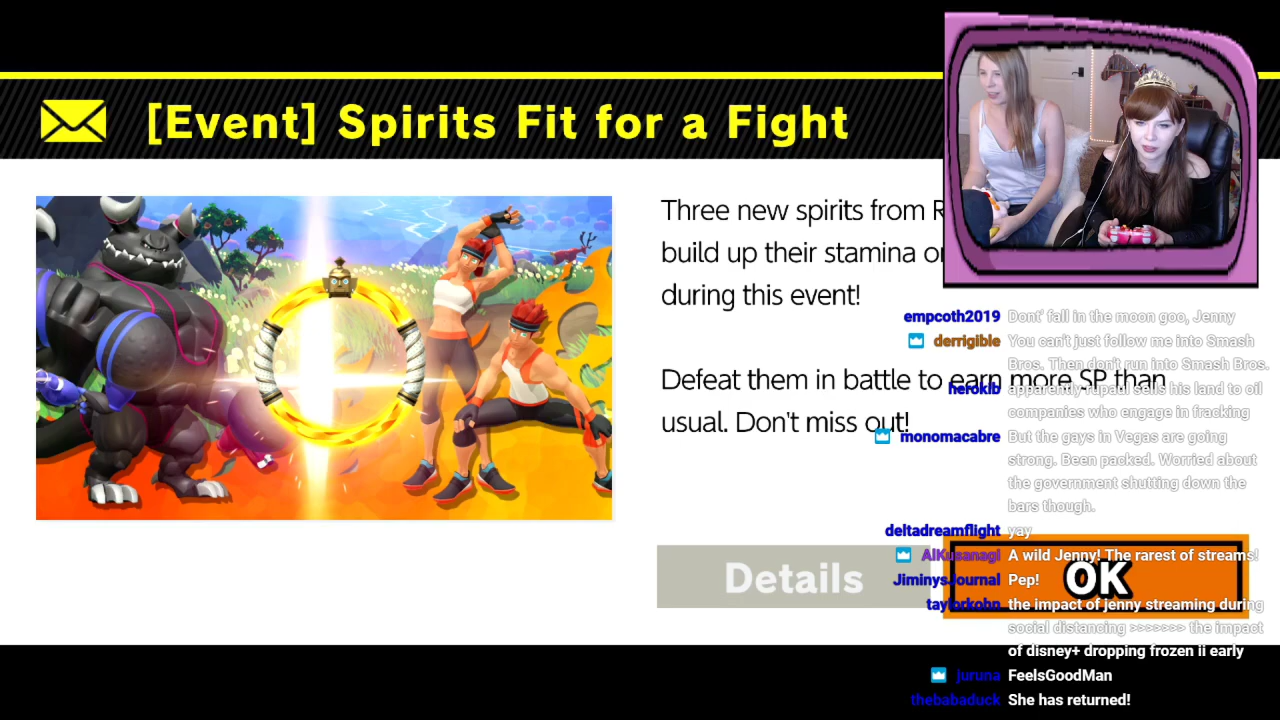 [Event] Spirits Fit for a Fight
Three new spirits from R
build up their stamina o
during this event!
Defeat them in battle to earn more SP than
usual. Don't miss out!
Details
OK
empcoth2019 Dont' fall in the moon goo, Jenny
derrigible You can't just follow me into Smash
Bros. Then don't run into Smash Bros.
herokib apparently rupaul sells his land to oil
companies who engage in fracking
monomacabre But the gays in Vegas are going
strong. Been packed. Worried about
the government shutting down the
bars though.
deltadreamflight yay
AlKusanagi A wild Jenny! The rarest of streams!
JiminysJournal Pep!
taylorkohn the impact of jenny streaming during
social distancing >>>>>>> the impact
of disney+ dropping frozen ii early
juruna FeelsGoodMan
thebabaduck She has returned!